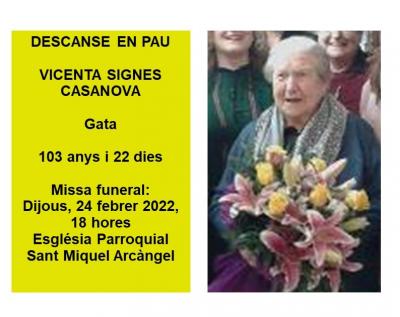 DESCANSE EN PAU
VICENTA SIGNES
CASANOVA
Gata
103 anys i 22 dies
Missa funeral:
Dijous, 24 febrer 2022,
18 hores
Església Parroquial
Sant Miquel Arcàngel